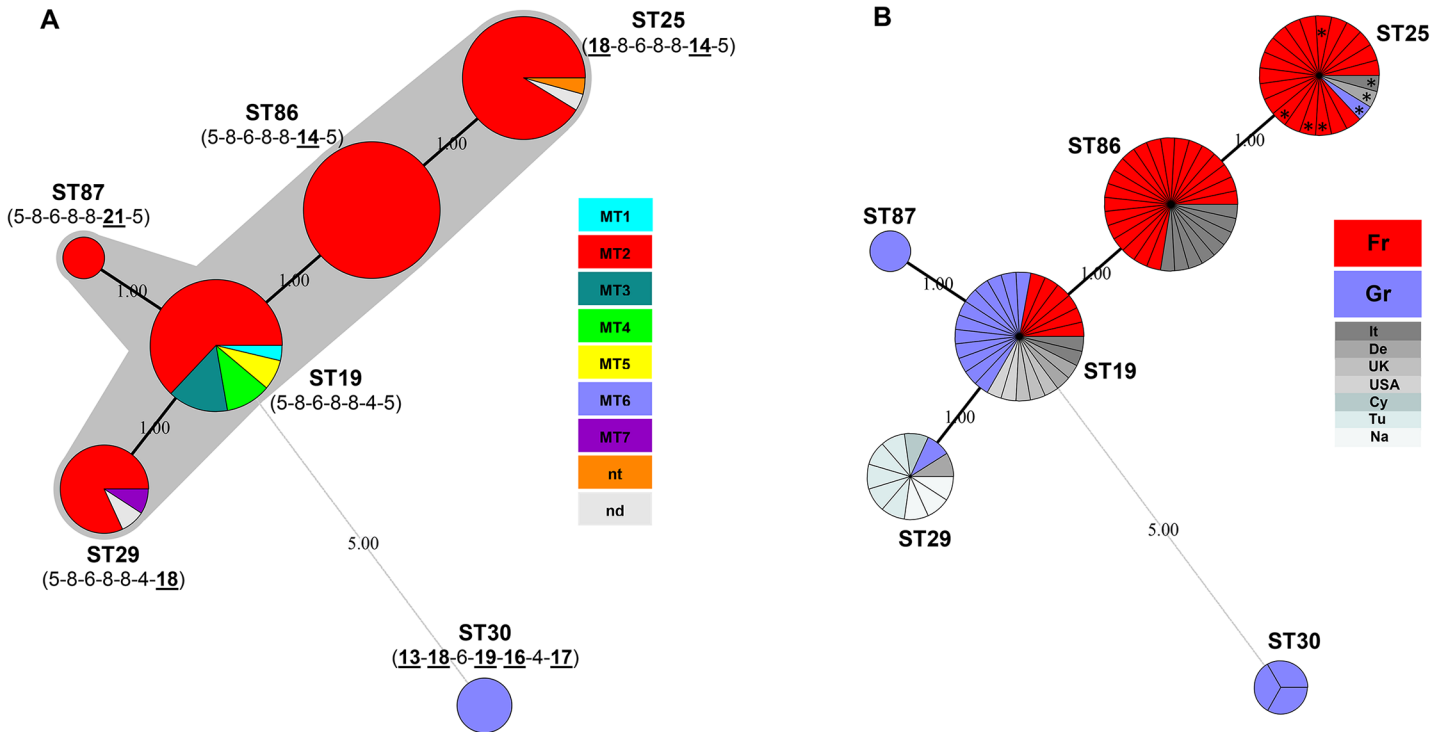 A
ST25
(18-8-6-8-8-14-5)
ST86
(5-8-6-8-8-14-5)
1.00
ST87
(5-8-6-8-8-21-5)
1.00
1.00
ST19
(5-8-6-8-8-4-5)
1.00
ST29
(5-8-6-8-8-4-18)
5.00
ST30
(13-18-6-19-16-4-17)
MT1
MT2
MT3
MT4
MT5
MT6
MT7
nt
nd
B
ST25
*
*
*
*
*
*
*
1.00
ST86
ST87
1.00
1.00
ST19
1.00
ST29
5.00
ST30
Fr
Gr
It
De
UK
USA
Cy
Tu
Na